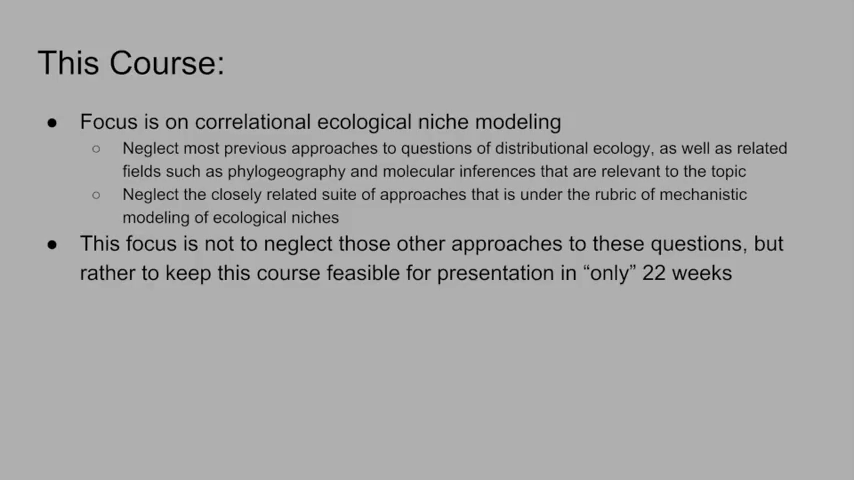 This Course:
● Focus is on correlational ecological niche modeling
○ Neglect most previous approaches to questions of distributional ecology, as well as related
fields such as phylogeography and molecular inferences that are relevant to the topic
○ Neglect the closely related suite of approaches that is under the rubric of mechanistic
modeling of ecological niches
● This focus is not to neglect those other approaches to these questions, but
rather to keep this course feasible for presentation in “only” 22 weeks